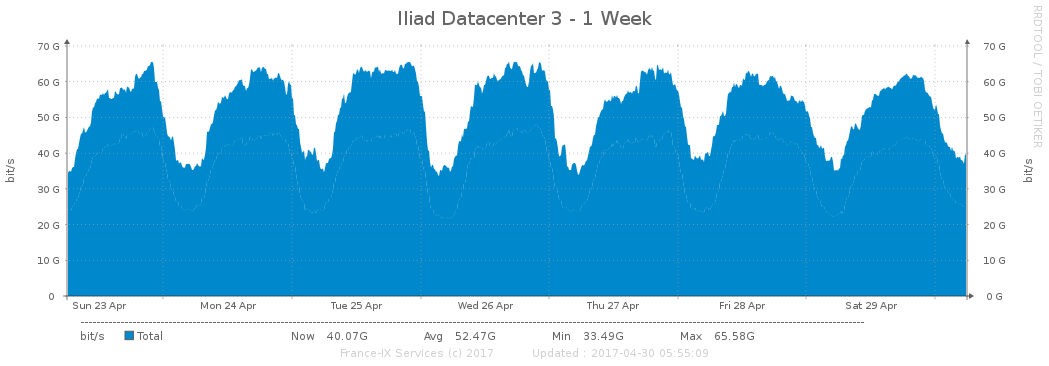 Iliad Datacenter 3 - 1 Week
RRDTOOL / TOBI OETIKER
70 G 70 G
60 G 60 G
50 G 50 G
40 G 40 G
30 G 30 G
20 G 20 G
10 G 10 G
0 0 G
bit/s bit/s
Sun 23 Apr Mon 24 Apr Tue 25 Apr Wed 26 Apr Thu 27 Apr Fri 28 Apr Sat 29 Apr
bit/s Total Now 40.07G Avg 52.47G Min 33.49G Max 65.58G
France-IX Services (c) 2017 Updated : 2017-04-30 05:55:09